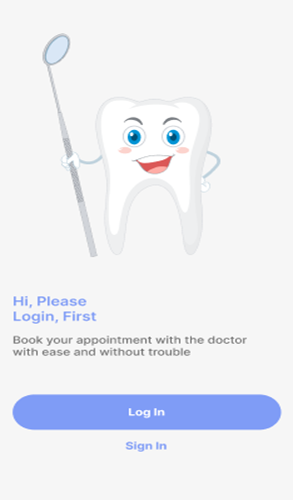 Hi, Please
Login, First
Book your appointment with the doctor
with ease and without trouble
Log In
Sign In